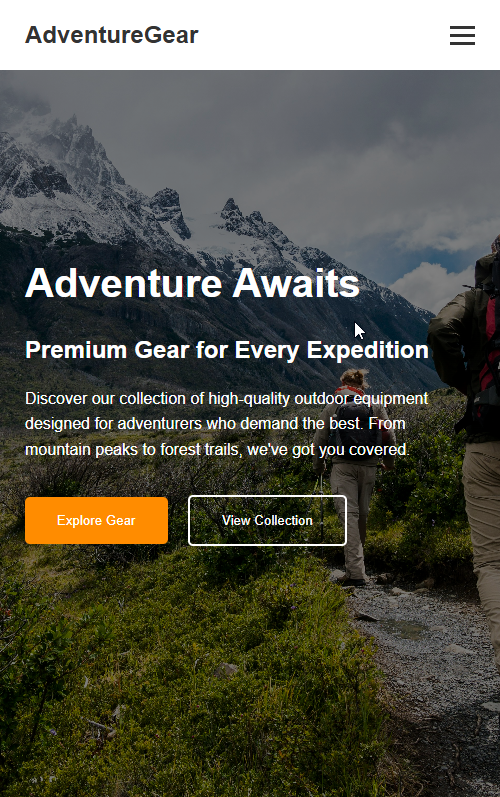 AdventureGear
Adventure Awaits
Premium Gear for Every Expedition
Discover our collection of high-quality outdoor equipment
designed for adventurers who demand the best. From
mountain peaks to forest trails, we've got you covered.
Explore Gear
View Collection